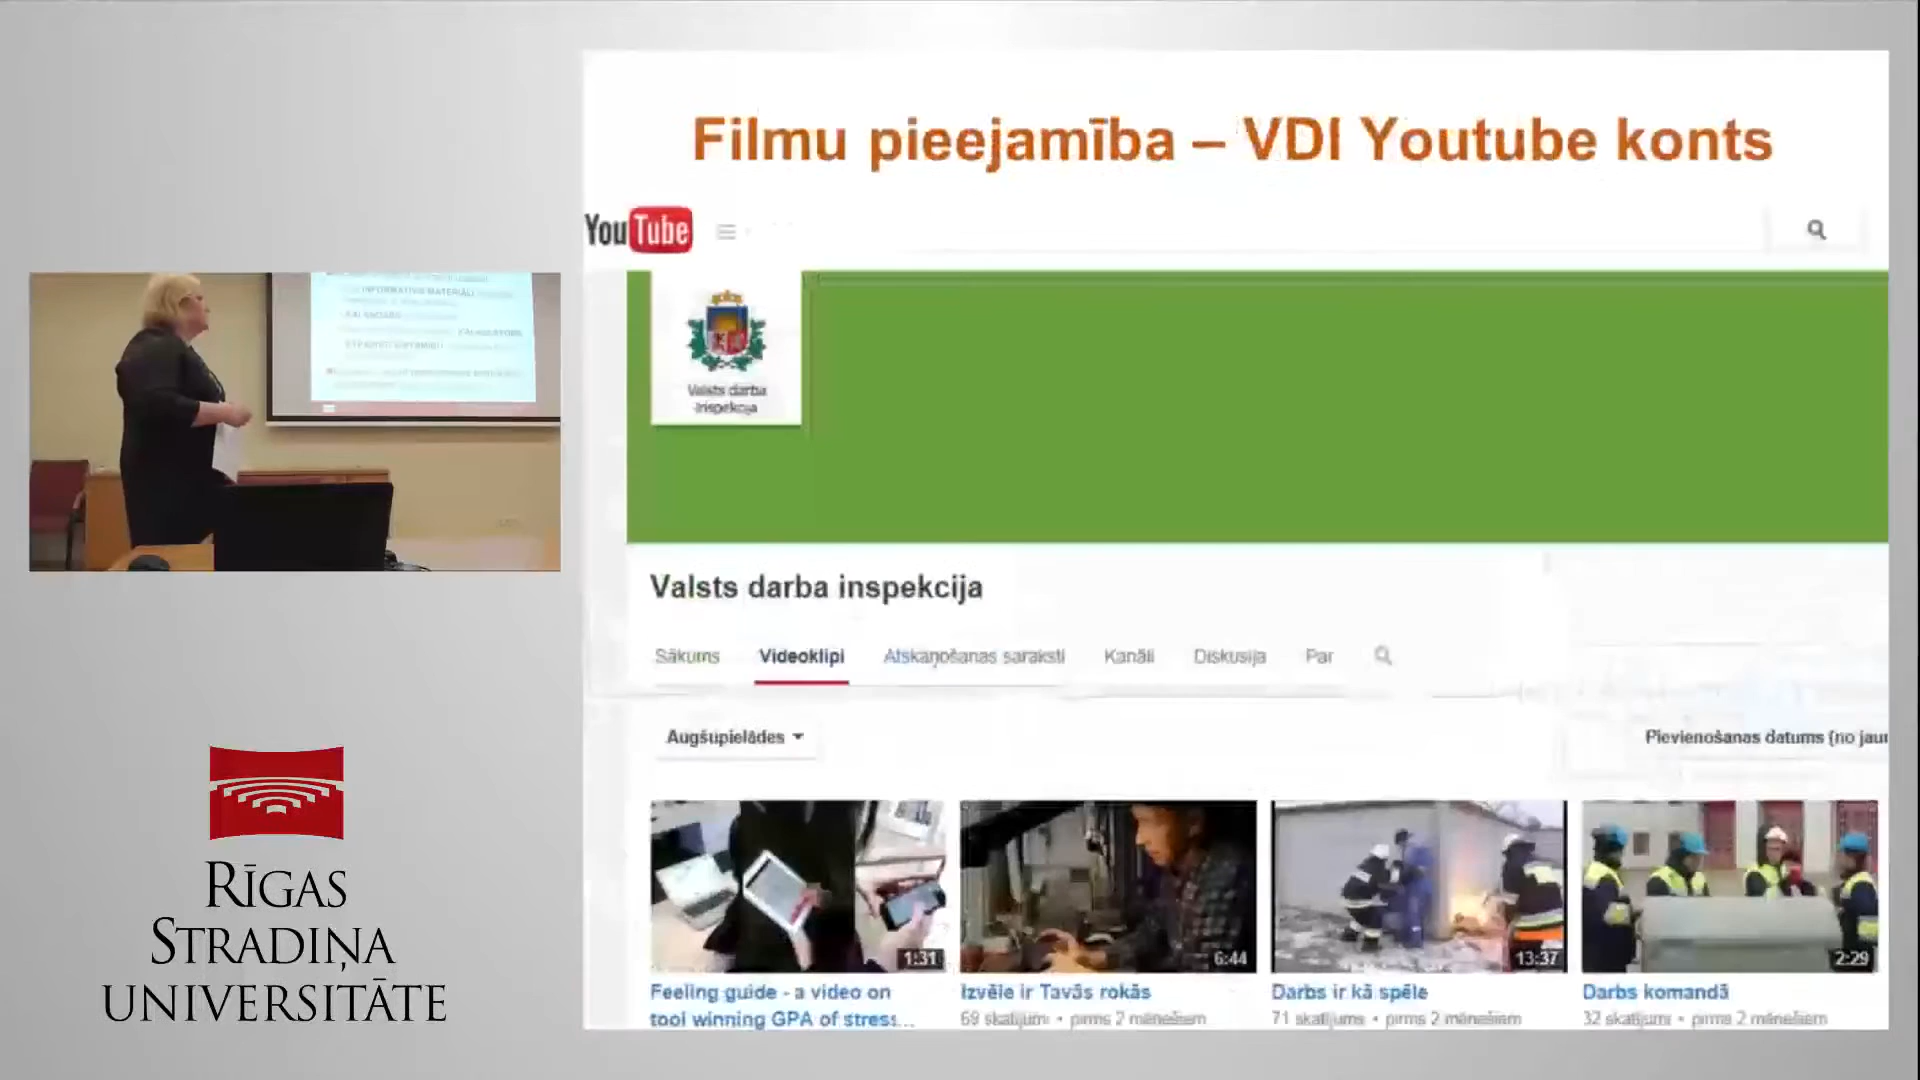 Filmu pieejamība – VDI Youtube konts
YouTube
Valsts darba
inspekcija
Valsts darba inspekcija
Sākums Videoklipi Atskaņošanas saraksti Kanāli Diskusija Par
Augšupielādes
Pievienošanas datums (no jaun
1:31
6:44
13:37
2:29
Feeling guide - a video on
tool winning GPA of stress...
Izvēle ir Tavās rokās
69 skatījumi • pirms 2 mēnešiem
Darbs ir kā spēle
71 skatījums • pirms 2 mēnešiem
Darbs komandā
32 skatījumi • pirms 2 mēnešiem
INFORMATĪVIE MATERIĀLI
RĪGAS
STRADIŅA
UNIVERSITĀTE